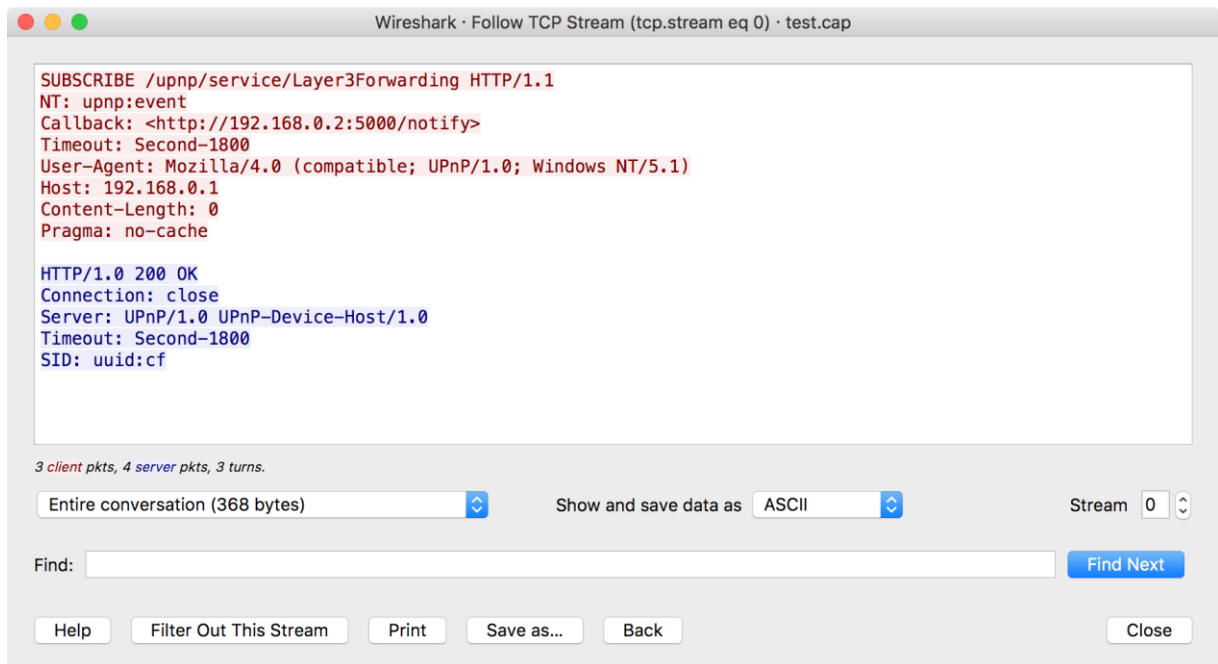 Wireshark · Follow TCP Stream (tcp.stream eq 0) · test.cap
SUBSCRIBE /upnp/service/Layer3Forwarding HTTP/1.1
NT: upnp:event
Callback: <http://192.168.0.2:5000/notify>
Timeout: Second-1800
User-Agent: Mozilla/4.0 (compatible; UPnP/1.0; Windows NT/5.1)
Host: 192.168.0.1
Content-Length: 0
Pragma: no-cache
HTTP/1.0 200 OK
Connection: close
Server: UPnP/1.0 UPnP-Device-Host/1.0
Timeout: Second-1800
SID: uuid:cf
3 client pkts, 4 server pkts, 3 turns.
Entire conversation (368 bytes) Show and save data as ASCII Stream 0
Find: Find Next
Help Filter Out This Stream Print Save as... Back Close